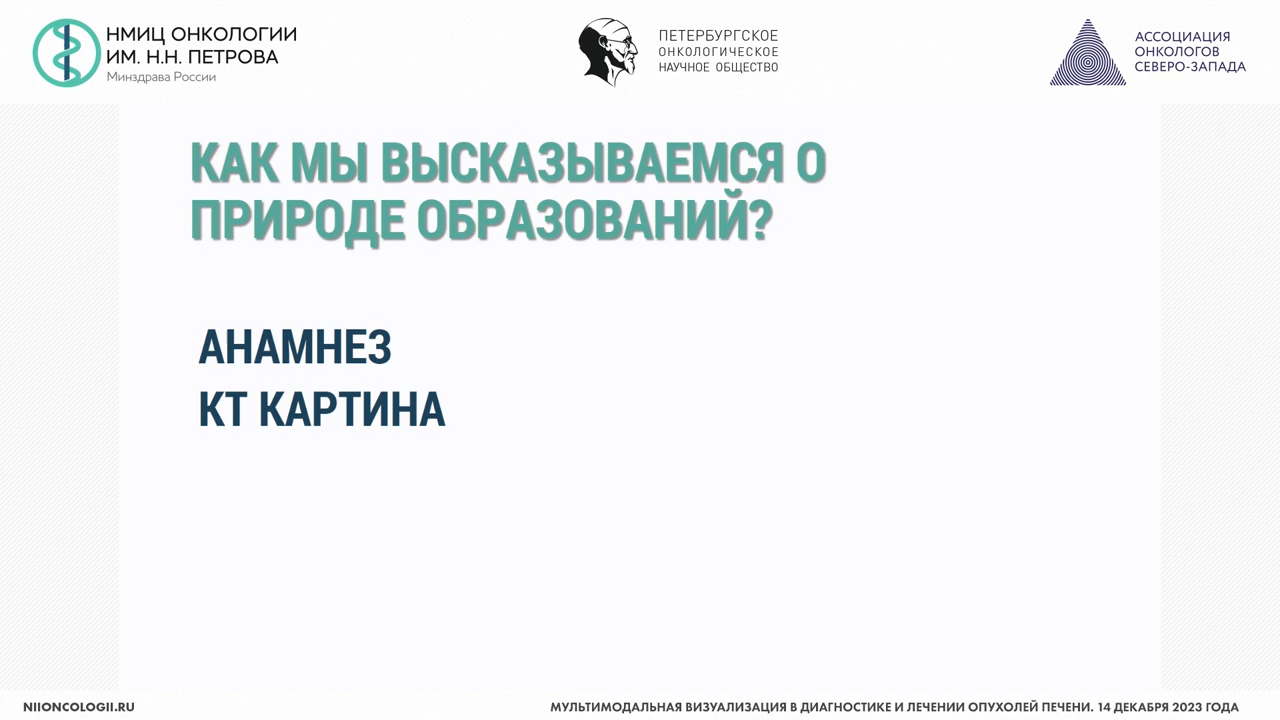 НМИЦ ОНКОЛОГИИ
ИМ. Н.Н. ПЕТРОВА
Минздрава России
ПЕТЕРБУРГСКОЕ
ОНКОЛОГИЧЕСКОЕ
НАУЧНОЕ ОБЩЕСТВО
АССОЦИАЦИЯ
ОНКОЛОГОВ
СЕВЕРО-ЗАПАДА
КАК МЫ ВЫСКАЗЫВАЕМСЯ О
ПРИРОДЕ ОБРАЗОВАНИЙ?
АНАМНЕЗ
КТ КАРТИНА
NIIONCOLOGII.RU
МУЛЬТИМОДАЛЬНАЯ ВИЗУАЛИЗАЦИЯ В ДИАГНОСТИКЕ И ЛЕЧЕНИИ ОПУХОЛЕЙ ПЕЧЕНИ. 14 ДЕКАБРЯ 2023 ГОДА